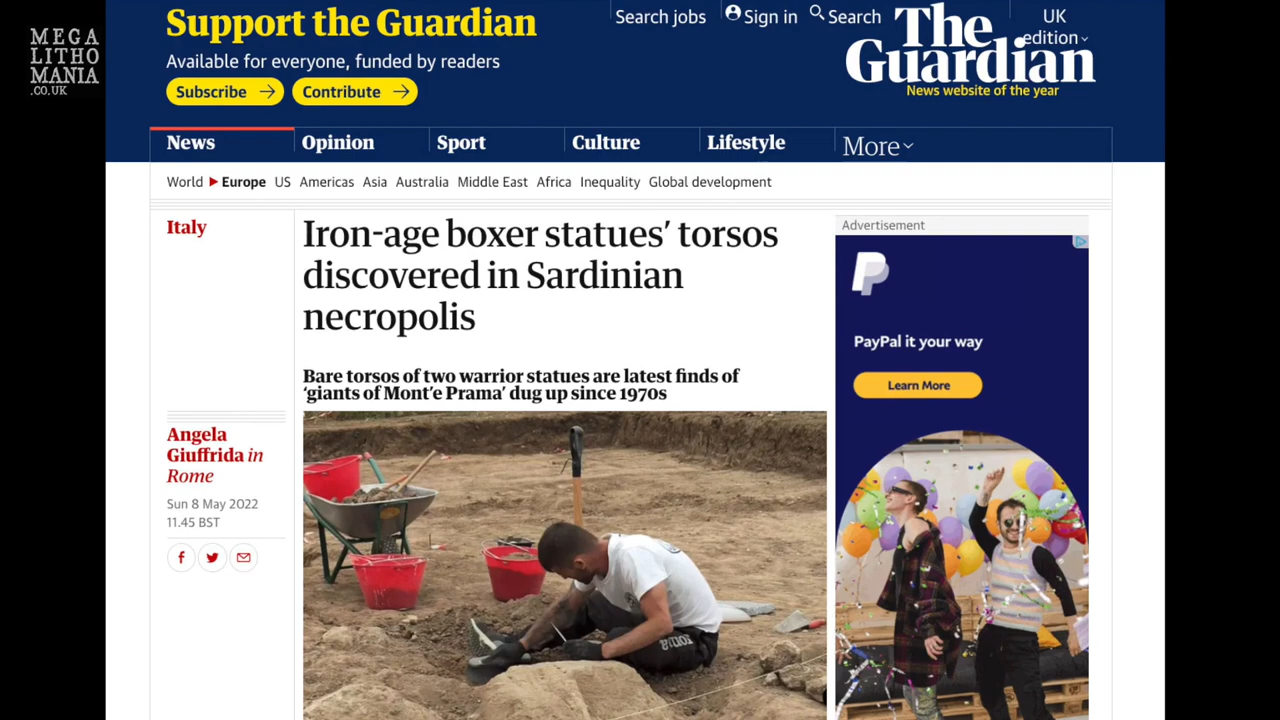 MEGA
LITHO
MANIA
.CO.UK
Support the Guardian
Available for everyone, funded by readers
Subscribe
Contribute
Search jobs
Sign in
Search
The
Guardian
News website of the year
UK
edition
News
Opinion
Sport
Culture
Lifestyle
More
World
Europe
US
Americas
Asia
Australia
Middle East
Africa
Inequality
Global development
Italy
Iron-age boxer statues’ torsos
discovered in Sardinian
necropolis
Bare torsos of two warrior statues are latest finds of
‘giants of Mont’e Prama’ dug up since 1970s
Angela
Giuffrida in
Rome
Sun 8 May 2022
11.45 BST
Advertisement
PayPal it your way
Learn More